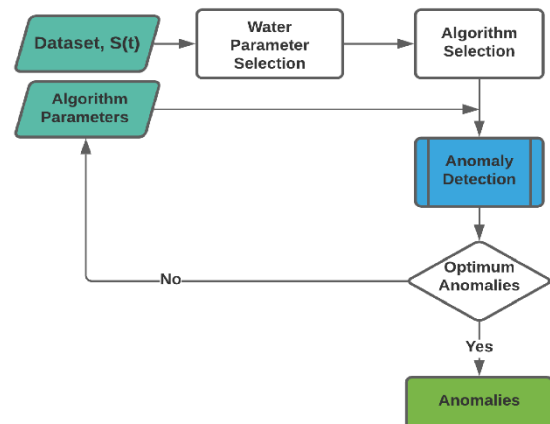 Dataset, S(t)
Water
Parameter
Selection
Algorithm
Selection
Algorithm
Parameters
Anomaly
Detection
Optimum
Anomalies
No
Yes
Anomalies